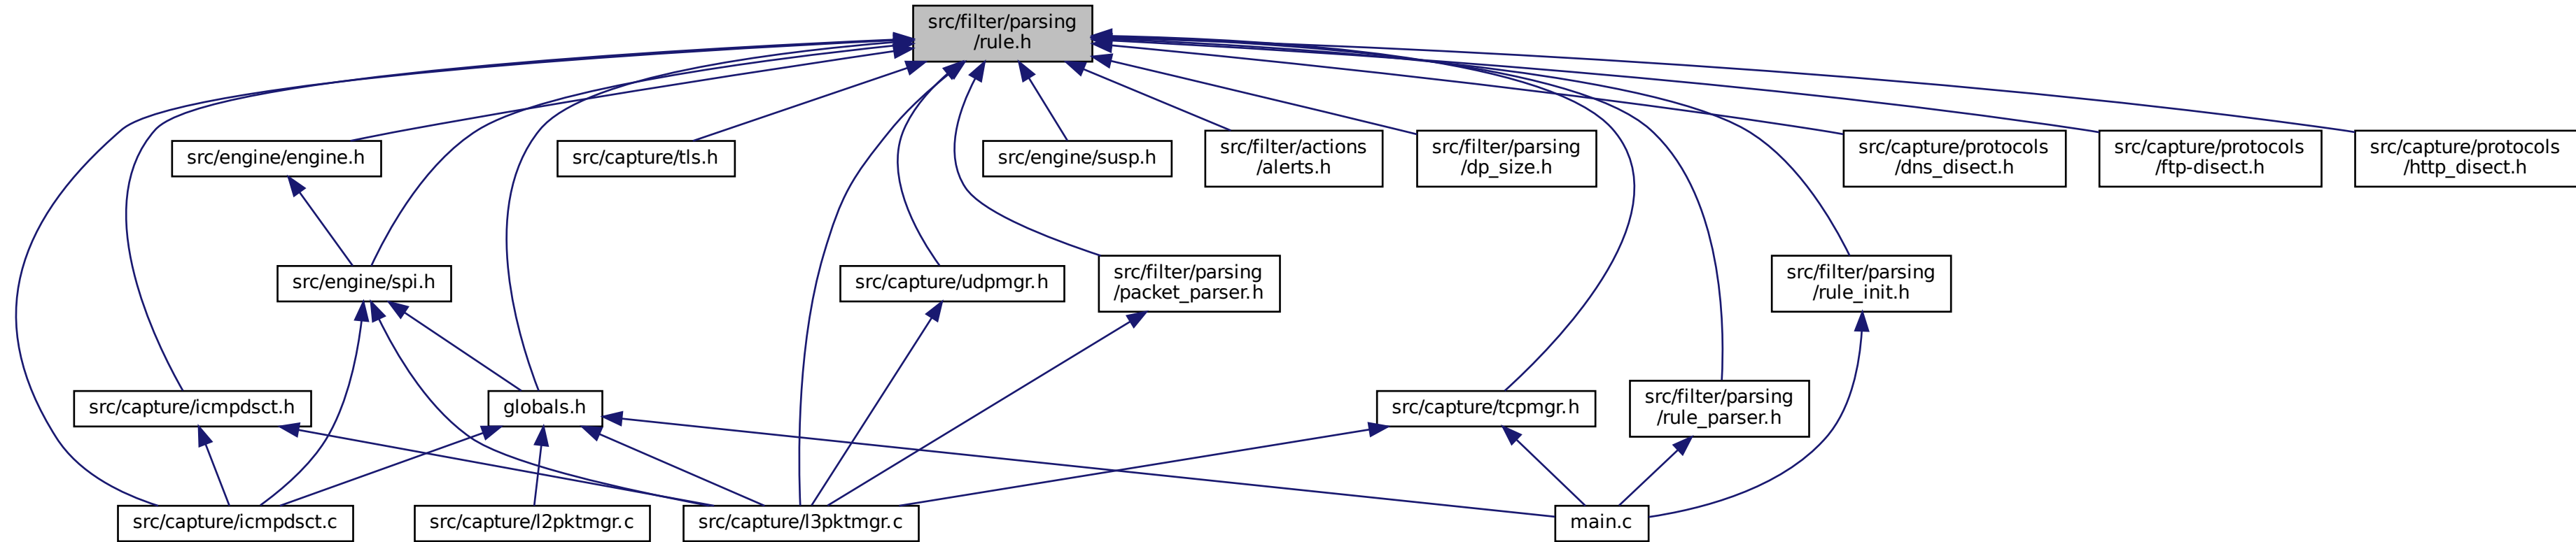 src/filter/parsing
/rule.h
src/engine/engine.h
src/capture/tls.h
src/engine/susp.h
src/filter/actions
/alerts.h
src/filter/parsing
/dp_size.h
src/capture/protocols
/dns_disect.h
src/capture/protocols
/ftp-disect.h
src/capture/protocols
/http_disect.h
src/engine/spi.h
src/capture/udpmgr.h
src/filter/parsing
/packet_parser.h
src/filter/parsing
/rule_init.h
src/capture/icmpdsct.h
globals.h
src/capture/tcpmgr.h
src/filter/parsing
/rule_parser.h
src/capture/icmpdsct.c
src/capture/l2pktmgr.c
src/capture/l3pktmgr.c
main.c